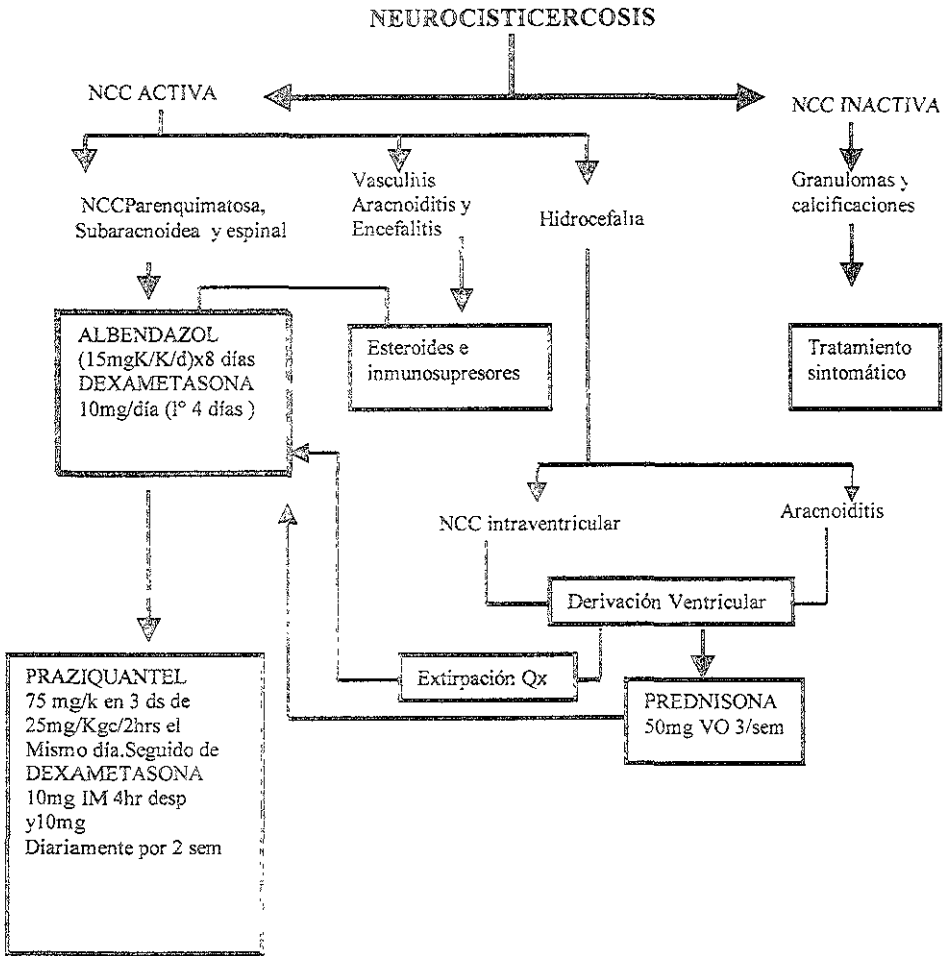 NEUROCISTICERCOSIS
NCC ACTIVA
NCC INACTIVA
NCCParenquimatosa,
Subaracnoidea y espinal
Vasculitis
Aracnoiditis y
Encefalitis
Hidrocefalia
Granulomas y
calcificaciones
ALBENDAZOL
(15mgK/K/d)x8 días
DEXAMETASONA
10mg/día (1° 4 días )
Esteroides e
inmunosupresores
Tratamiento
sintomático
NCC intraventricular
Aracnoiditis
Derivación Ventricular
Extirpación Qx
PREDNISONA
50mg VO 3/sem
PRAZIQUANTEL
75 mg/k en 3 ds de
25mg/Kgc/2hrs el
Mismo día.Seguido de
DEXAMETASONA
10mg IM 4hr desp
y10mg
Diariamente por 2 sem